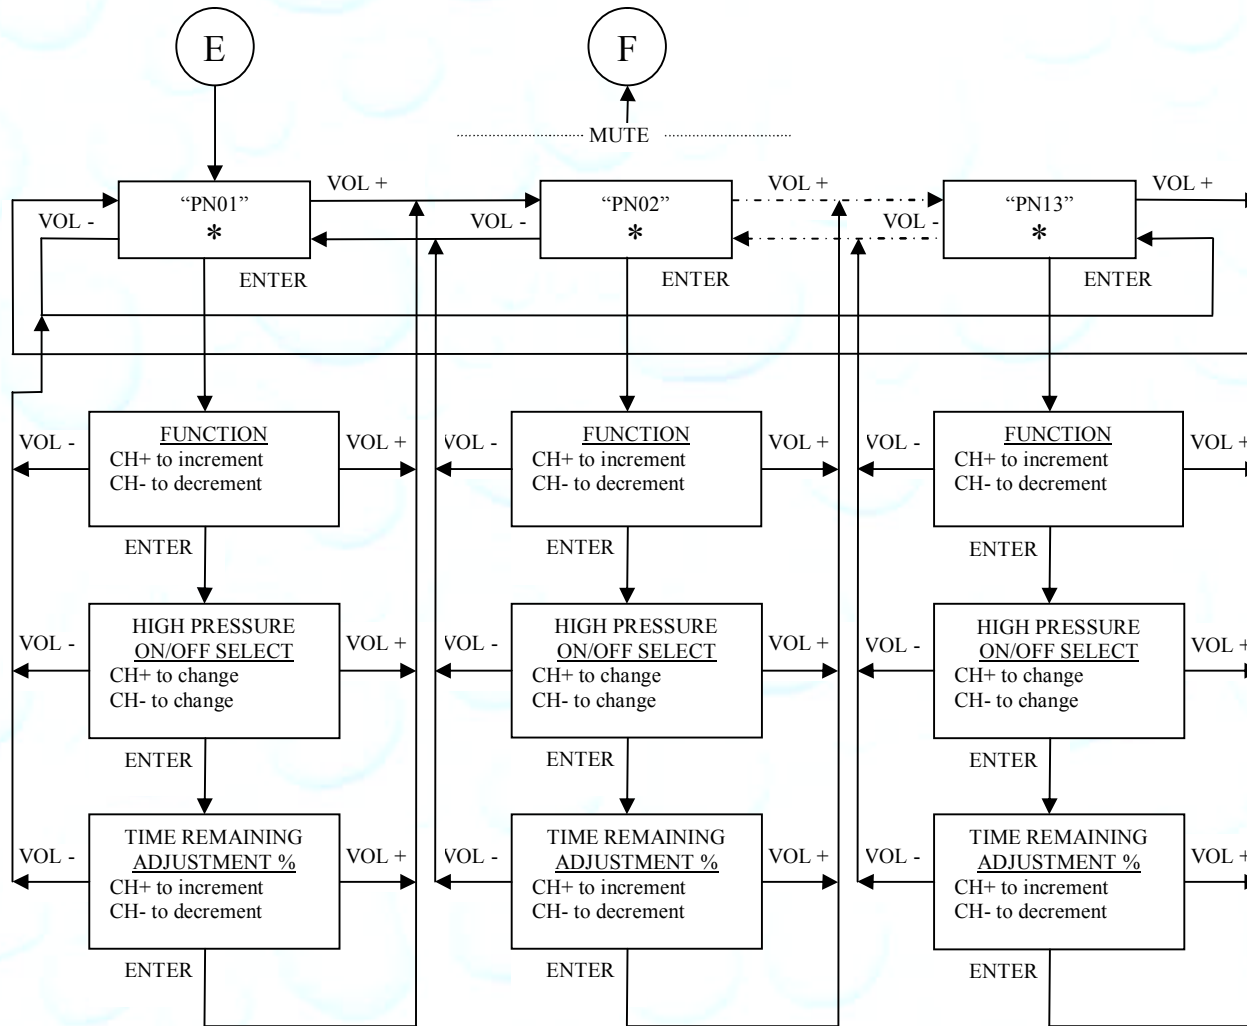 E
F
MUTE
VOL +
VOL +
VOL +
“PN01”
*
“PN02”
*
“PN13”
*
VOL -
VOL -
VOL -
ENTER
ENTER
ENTER
VOL -
FUNCTION
CH+ to increment
CH- to decrement
VOL +
VOL -
FUNCTION
CH+ to increment
CH- to decrement
VOL +
VOL -
FUNCTION
CH+ to increment
CH- to decrement
VOL +
ENTER
ENTER
ENTER
VOL -
HIGH PRESSURE
ON/OFF SELECT
CH+ to change
CH- to change
VOL +
VOL -
HIGH PRESSURE
ON/OFF SELECT
CH+ to change
CH- to change
VOL +
VOL -
HIGH PRESSURE
ON/OFF SELECT
CH+ to change
CH- to change
VOL +
ENTER
ENTER
ENTER
VOL -
TIME REMAINING
ADJUSTMENT %
CH+ to increment
CH- to decrement
VOL +
VOL -
TIME REMAINING
ADJUSTMENT %
CH+ to increment
CH- to decrement
VOL +
VOL -
TIME REMAINING
ADJUSTMENT %
CH+ to increment
CH- to decrement
VOL +
ENTER
ENTER
ENTER